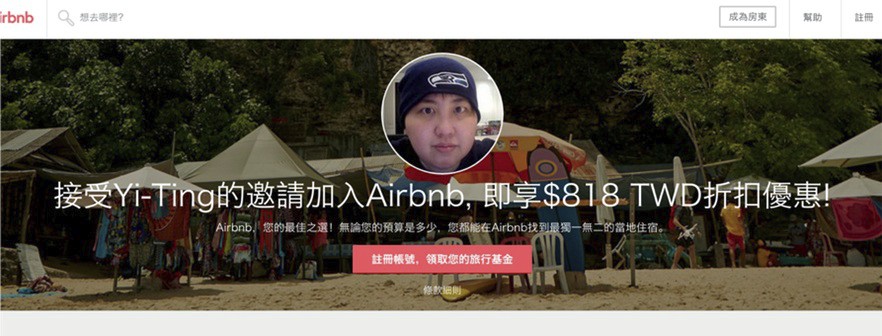 irbnb
想去哪裡?
成為房東
幫助
註冊
接受Yi-Ting的邀請加入Airbnb, 即享$818 TWD折扣優惠!
Airbnb，您的最佳之選！無論您的預算是多少，您都能在Airbnb找到最獨一無二的當地住宿。
註冊帳號，領取您的旅行基金
條款細則